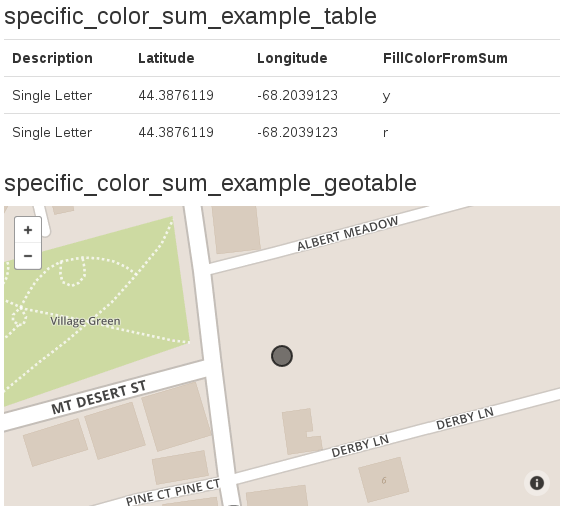 specific_color_sum_example_table
Description Latitude Longitude FillColorFromSum
Single Letter 44.3876119 -68.2039123 y
Single Letter 44.3876119 -68.2039123 r
specific_color_sum_example_geotable
+
−
ALBERT MEADOW
Village Green
MT DESERT ST
DERBY LN
DERBY LN
PINE CT PINE CT
6
i